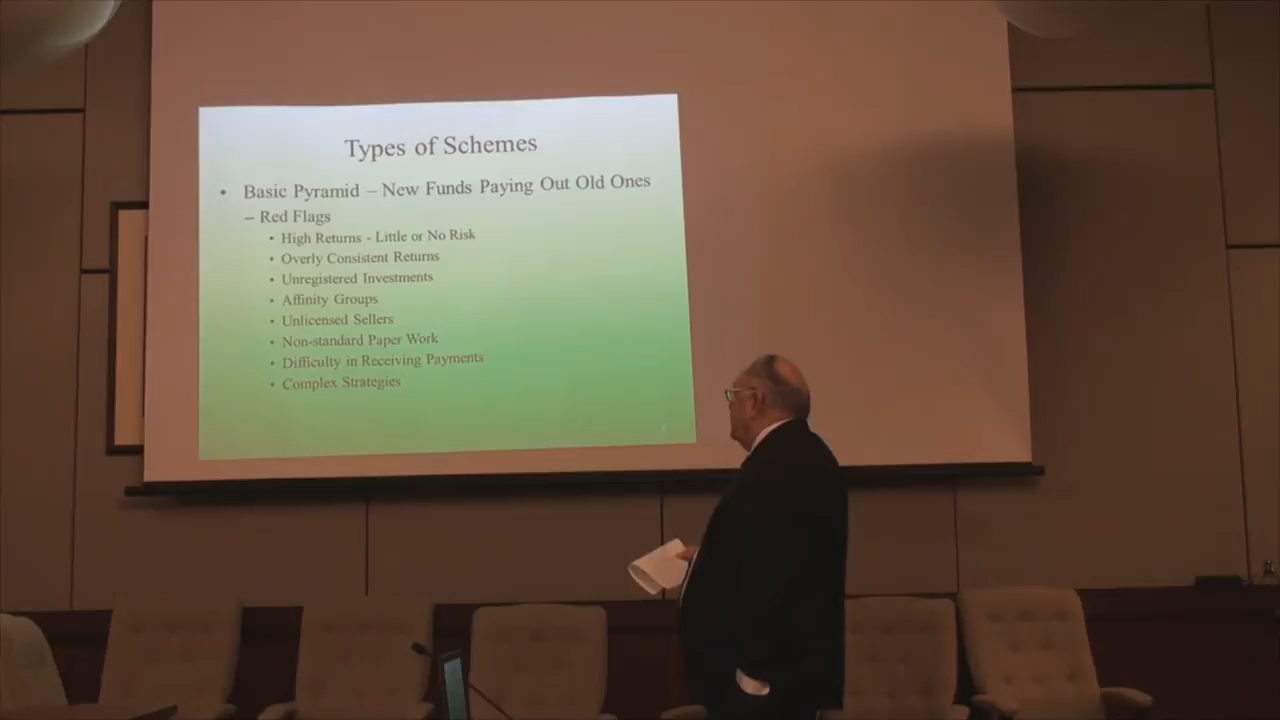 Types of Schemes
• Basic Pyramid – New Funds Paying Out Old Ones
– Red Flags
• High Returns - Little or No Risk
• Overly Consistent Returns
• Unregistered Investments
• Affinity Groups
• Unlicensed Sellers
• Non-standard Paper Work
• Difficulty in Receiving Payments
• Complex Strategies